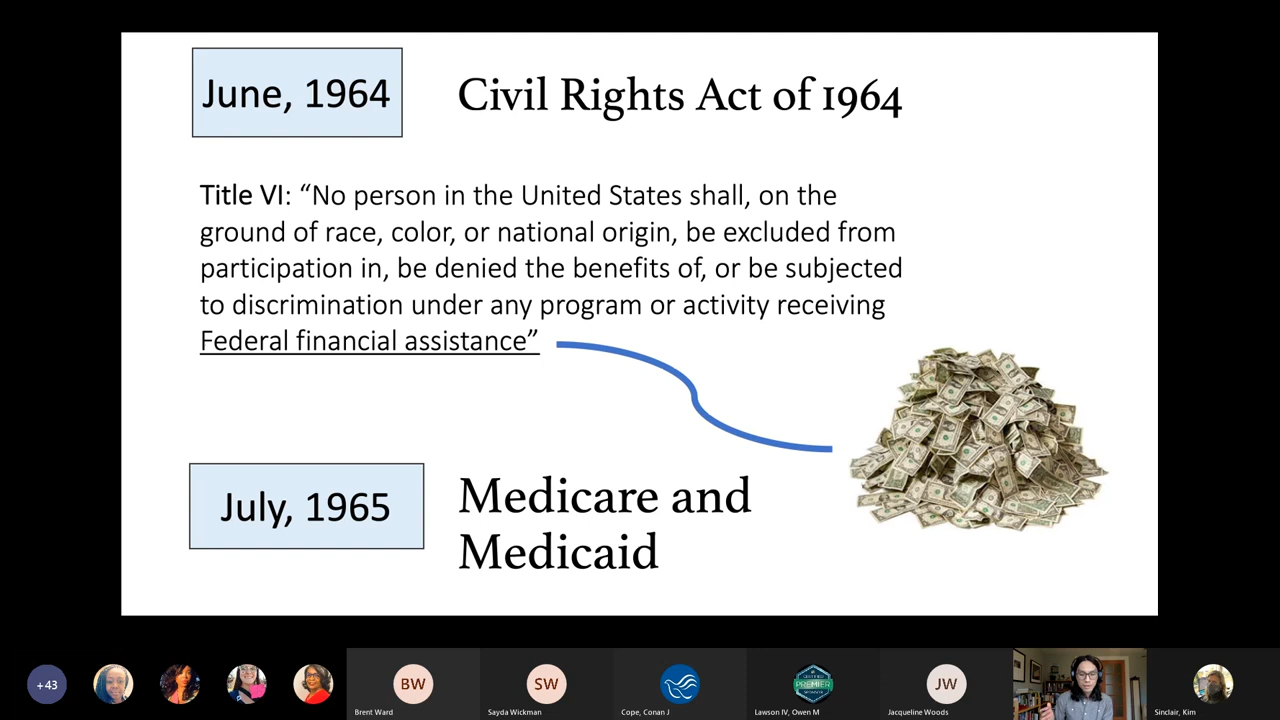 June, 1964
Civil Rights Act of 1964
Title VI: “No person in the United States shall, on the
ground of race, color, or national origin, be excluded from
participation in, be denied the benefits of, or be subjected
to discrimination under any program or activity receiving
Federal financial assistance”
July, 1965
Medicare and
Medicaid
+43
BW
SW
PREMIER
JW
Brent Ward
Sayda Wickman
Cope, Conan J
Lawson IV, Owen M
Jacqueline Woods
Sinclair, Kim